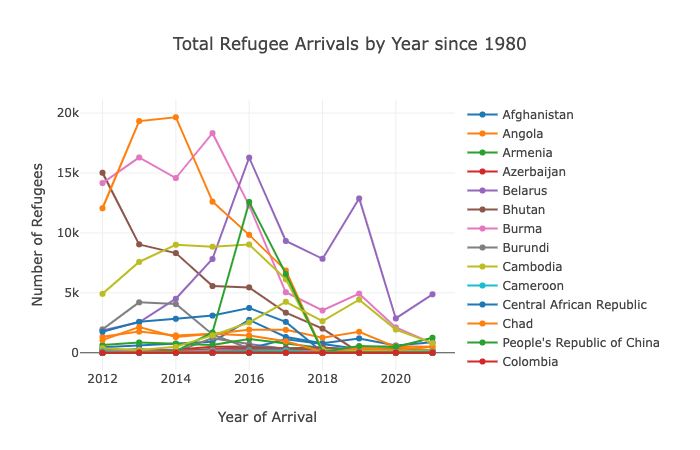 Total Refugee Arrivals by Year since 1980
20k
15k
10k
5k
0
Number of Refugees
2012
2014
2016
2018
2020
Year of Arrival
Afghanistan
Angola
Armenia
Azerbaijan
Belarus
Bhutan
Burma
Burundi
Cambodia
Cameroon
Central African Republic
Chad
People's Republic of China
Colombia